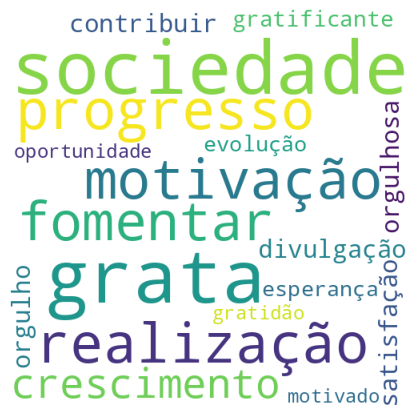 contribuir
gratificante
sociedade
progresso
orgulhosa
oportunidade
evolução
motivação
fomentar
divulgação
grata
esperança
orgulho
gratidão
satisfação
realização
crescimento
motivado